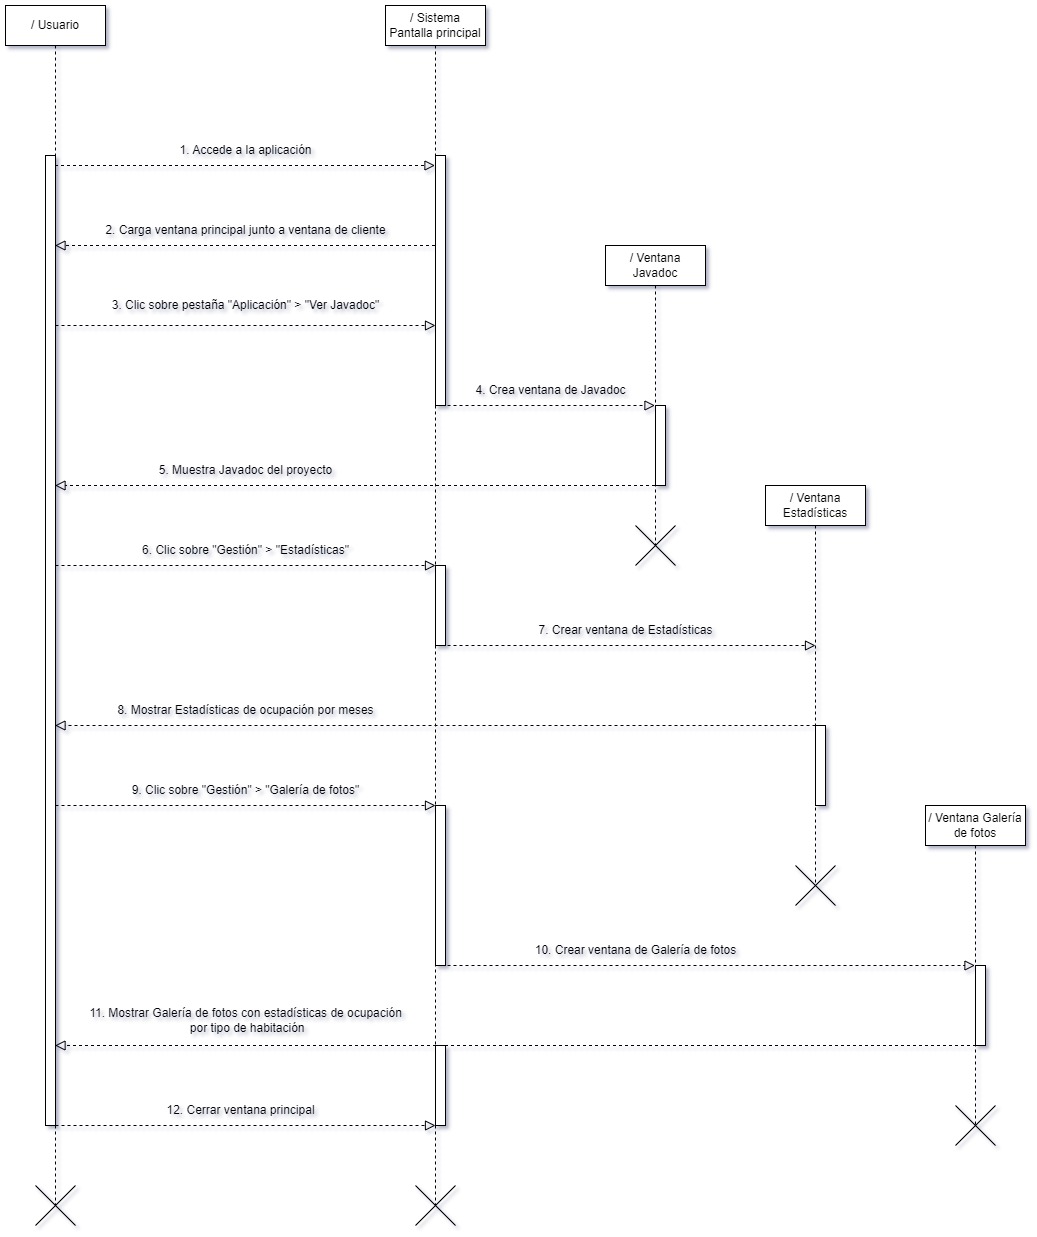 / Usuario
/ Sistema
Pantalla principal
1. Accede a la aplicación
2. Carga ventana principal junto a ventana de cliente
/ Ventana
Javadoc
3. Clic sobre pestaña "Aplicación" > "Ver Javadoc"
4. Crea ventana de Javadoc
5. Muestra Javadoc del proyecto
/ Ventana
Estadísticas
6. Clic sobre "Gestión" > "Estadísticas"
7. Crear ventana de Estadísticas
8. Mostrar Estadísticas de ocupación por meses
9. Clic sobre "Gestión" > "Galería de fotos"
/ Ventana Galería
de fotos
10. Crear ventana de Galería de fotos
11. Mostrar Galería de fotos con estadísticas de ocupación
por tipo de habitación
12. Cerrar ventana principal